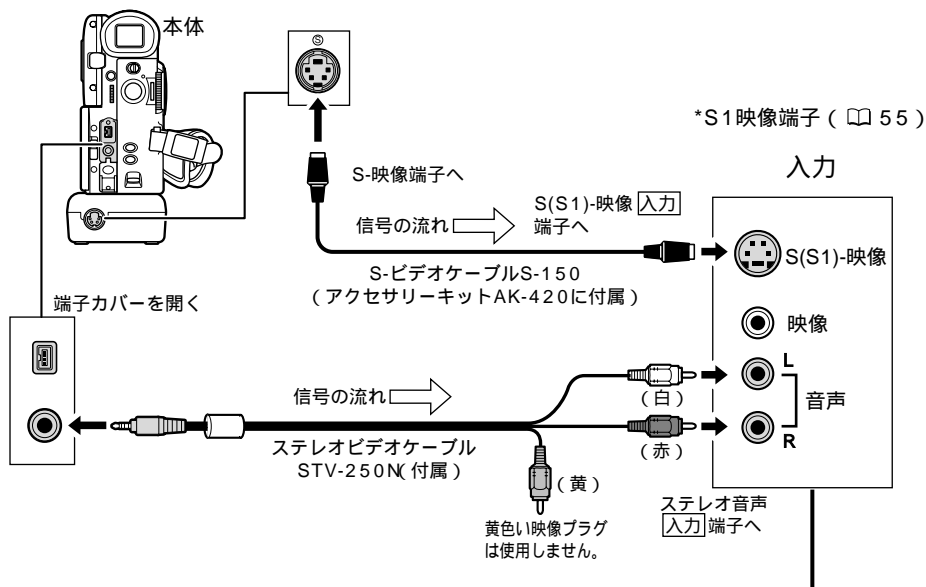 本体
S
*S1映像端子(55)
入力
S-映像端子へ
信号の流れ
S(S1)-映像 入力
端子へ
S(S1)-映像
S-ビデオケーブルS-150
(アクセサリーキットAK-420に付属)
端子カバーを開く
映像
L
信号の流れ
(白)
音声
R
(赤)
ステレオビデオケーブル
STV-250N(付属)
(黄)
ステレオ音声
入力 端子へ
黄色い映像プラグ
は使用しません。